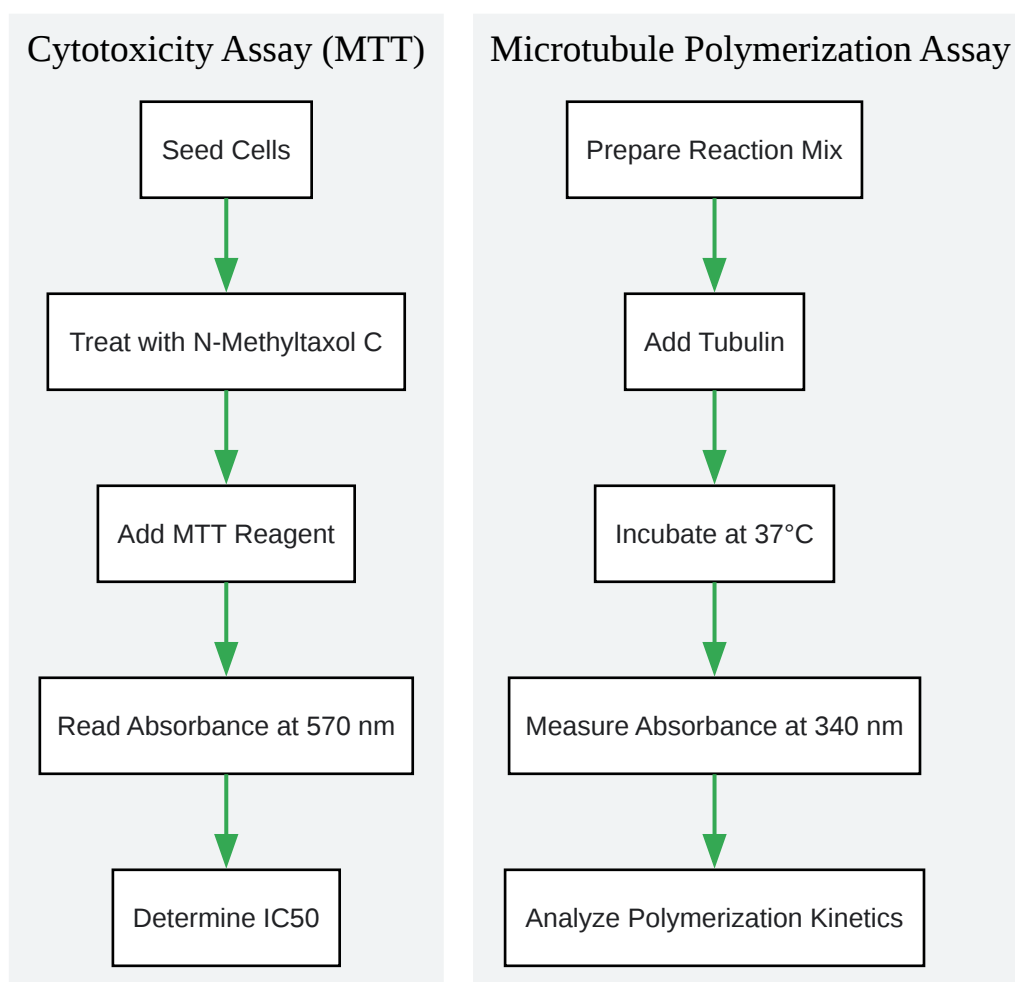 Cytotoxicity Assay (MTT)
Seed Cells
Treat with N-Methyltaxol C
Add MTT Reagent
Read Absorbance at 570 nm
Determine IC50
Microtubule Polymerization Assay
Prepare Reaction Mix
Add Tubulin
Incubate at 37°C
Measure Absorbance at 340 nm
Analyze Polymerization Kinetics